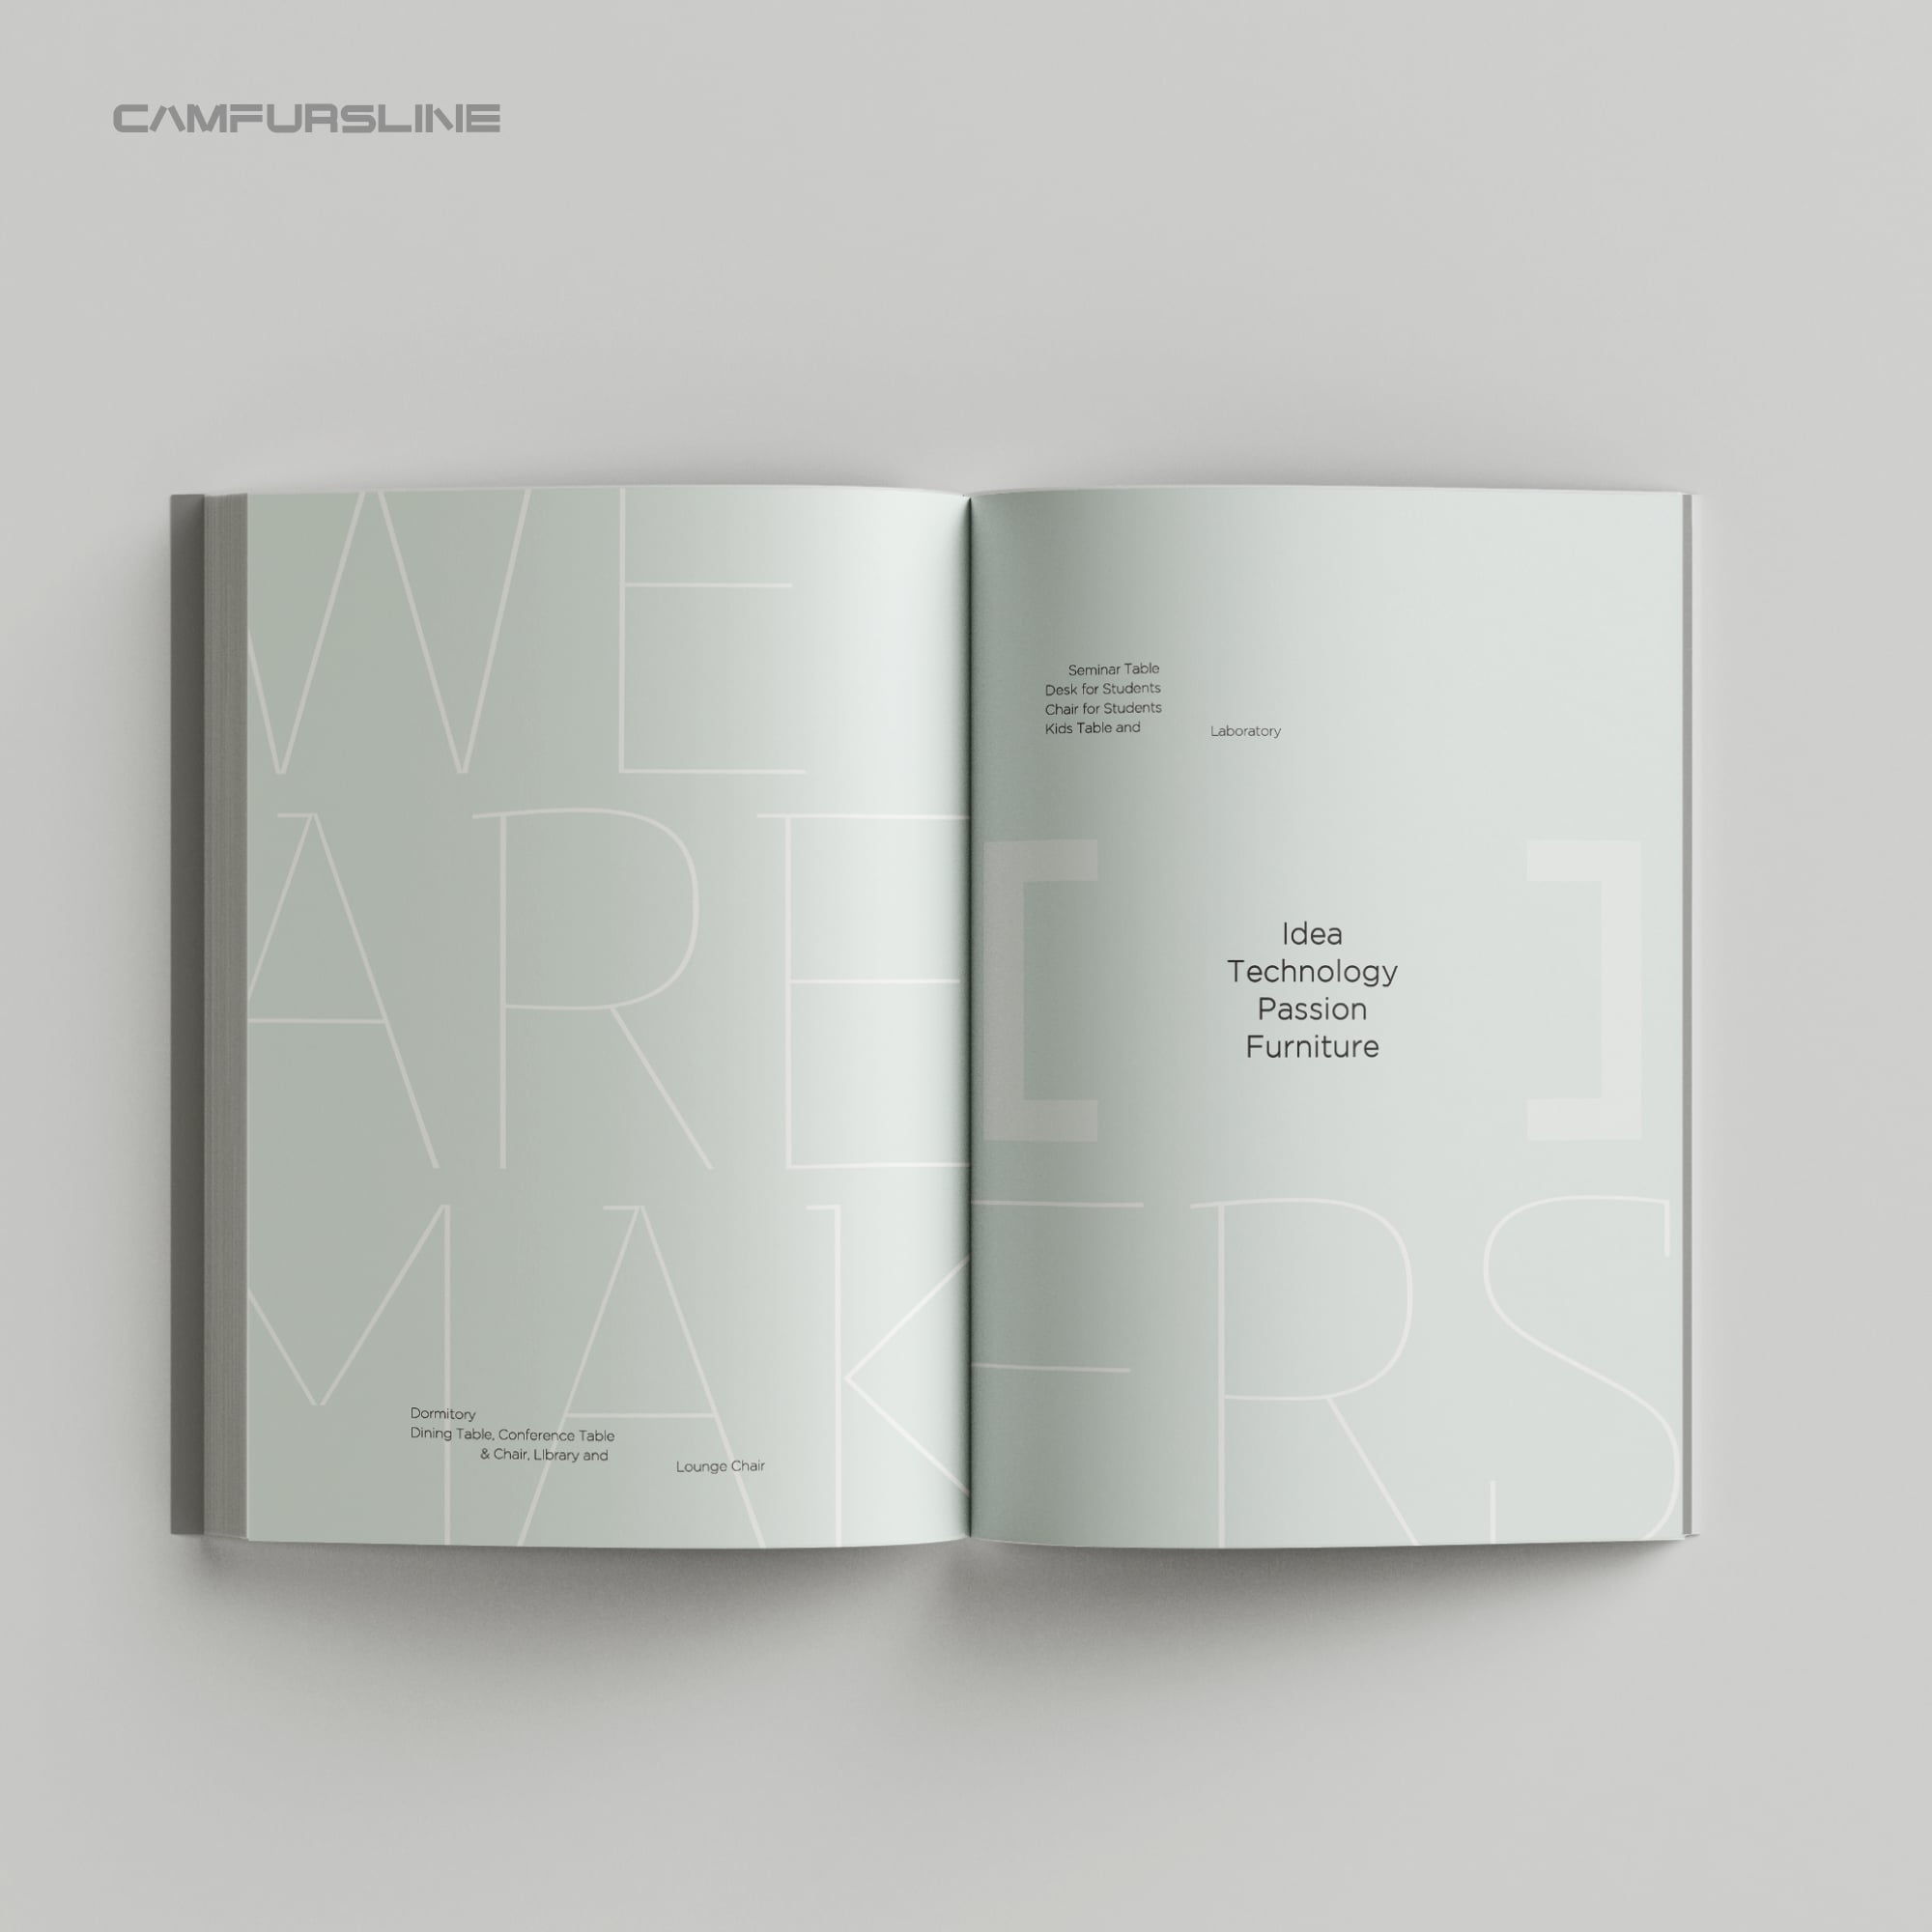 CAMFURSLINE
WE
ARE
MAKERS
Dormitory
Dining Table, Conference Table
& Chair, LIbrary and
Lounge Chair
Seminar Table
Desk for Students
Chair for Students
Kids Table and
Laboratory
[ ]
Idea
Technology
Passion
Furniture